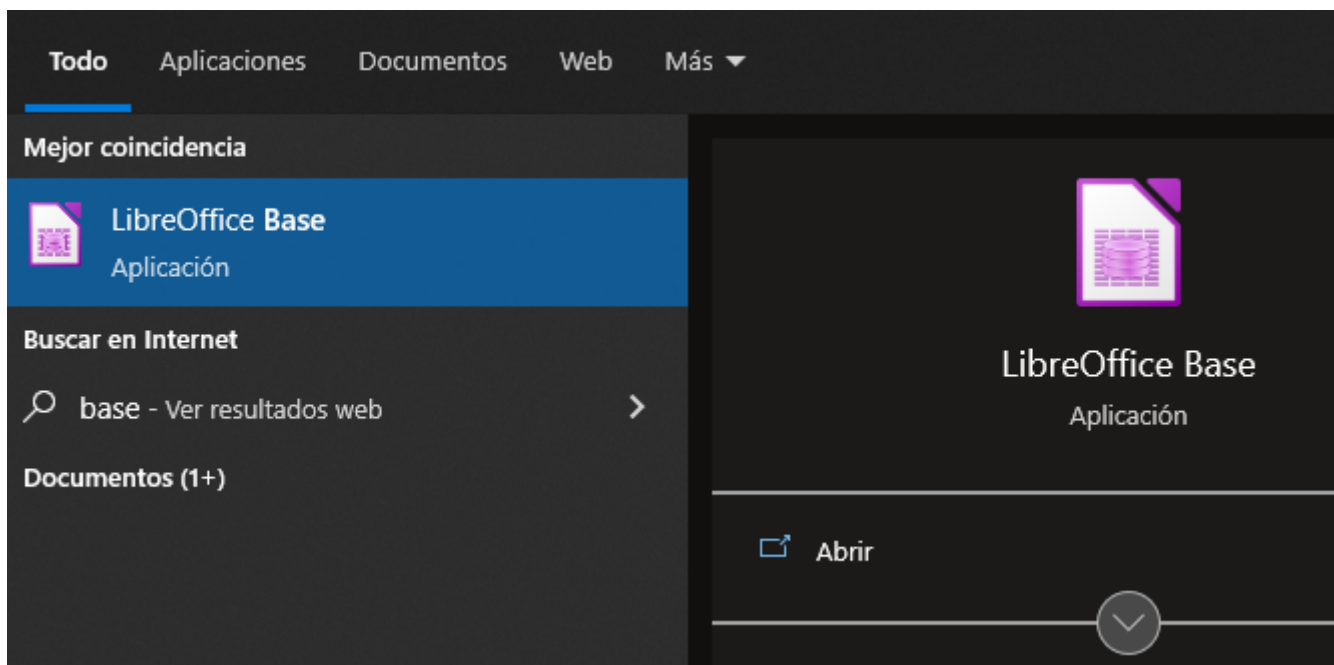 Todo Aplicaciones Documentos Web Más
Mejor coincidencia
LibreOffice Base
Aplicación
Buscar en Internet
base - Ver resultados web
Documentos (1+)
LibreOffice Base
Aplicación
Abrir